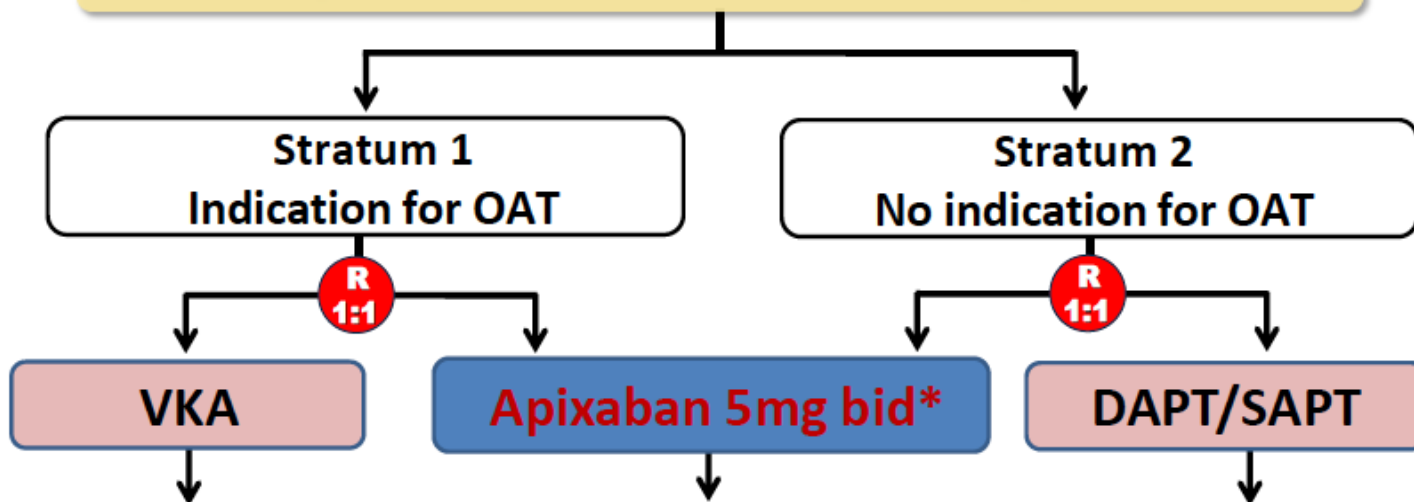 Stratum 1
Indication for OAT
Stratum 2
No indication for OAT
R
1:1
R
1:1
VKA
Apixaban 5mg bid*
DAPT/SAPT